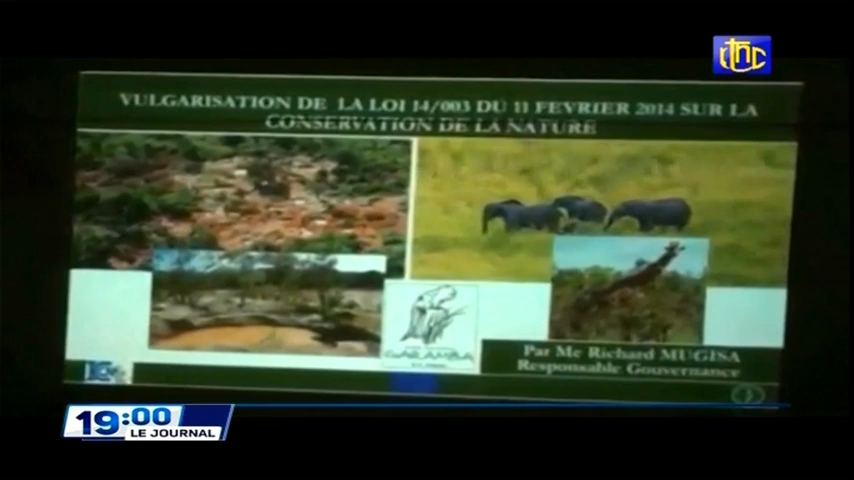 rtnc
VULGARISATION DE LA LOI 14/003 DU 11 FEVRIER 2014 SUR LA
CONSERVATION DE LA NATURE
GARAMBA
Par Me Richard MUGISA
Responsable Gouvernance
19:00
LE JOURNAL